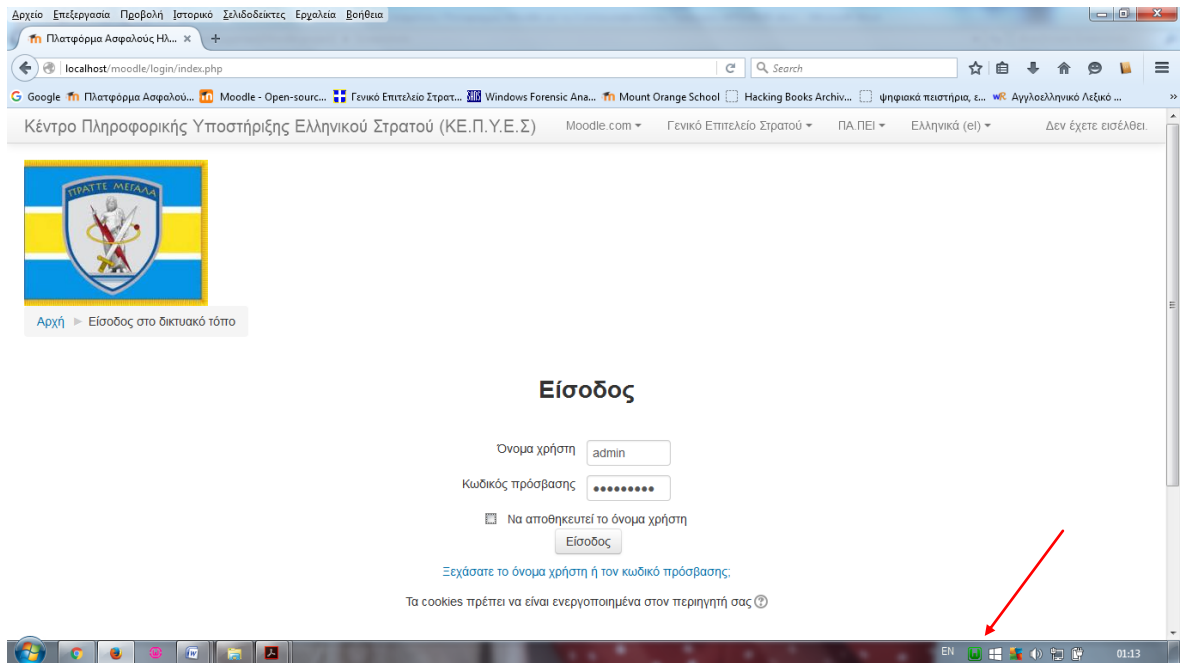 Αρχείο Επεξεργασία Προβολή Ιστορικό Σελιδοδείκτες Εργαλεία Βοήθεια
Πλατφόρμα Ασφαλούς Ηλ... × +
localhost/moodle/login/index.php Search
Google Πλατφόρμα Ασφαλού... Moodle - Open-sourc... Γενικό Επιτελείο Στρατ... Windows Forensic Ana... Mount Orange School Hacking Books Archiv... ψηφιακά πειστήρια, ε... WR Αγγλοελληνικό Λεξικό ... »
Κέντρο Πληροφορικής Υποστήριξης Ελληνικού Στρατού (ΚΕ.Π.Υ.Ε.Σ) Moodle.com Γενικό Επιτελείο Στρατού ΠΑ.ΠΕΙ Ελληνικά (el) Δεν έχετε εισέλθει.
ΠΡΑΤΤΕ ΜΕΓΑΛΑ
Αρχή ► Είσοδος στο δικτυακό τόπο
Είσοδος
Όνομα χρήστη admin
Κωδικός πρόσβασης •••••••••
Να αποθηκευτεί το όνομα χρήστη
Είσοδος
Ξεχάσατε το όνομα χρήστη ή τον κωδικό πρόσβασης;
Τα cookies πρέπει να είναι ενεργοποιημένα στον περιηγητή σας ?
EN 01:13